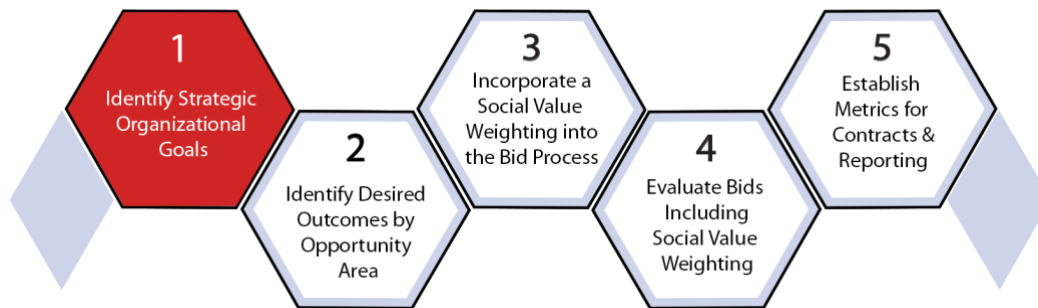 1
Identify Strategic
Organizational
Goals
2
Identify Desired
Outcomes by
Opportunity
Area
3
Incorporate a
Social Value
Weighting into
the Bid Process
4
Evaluate Bids
Including
Social Value
Weighting
5
Establish
Metrics for
Contracts &
Reporting